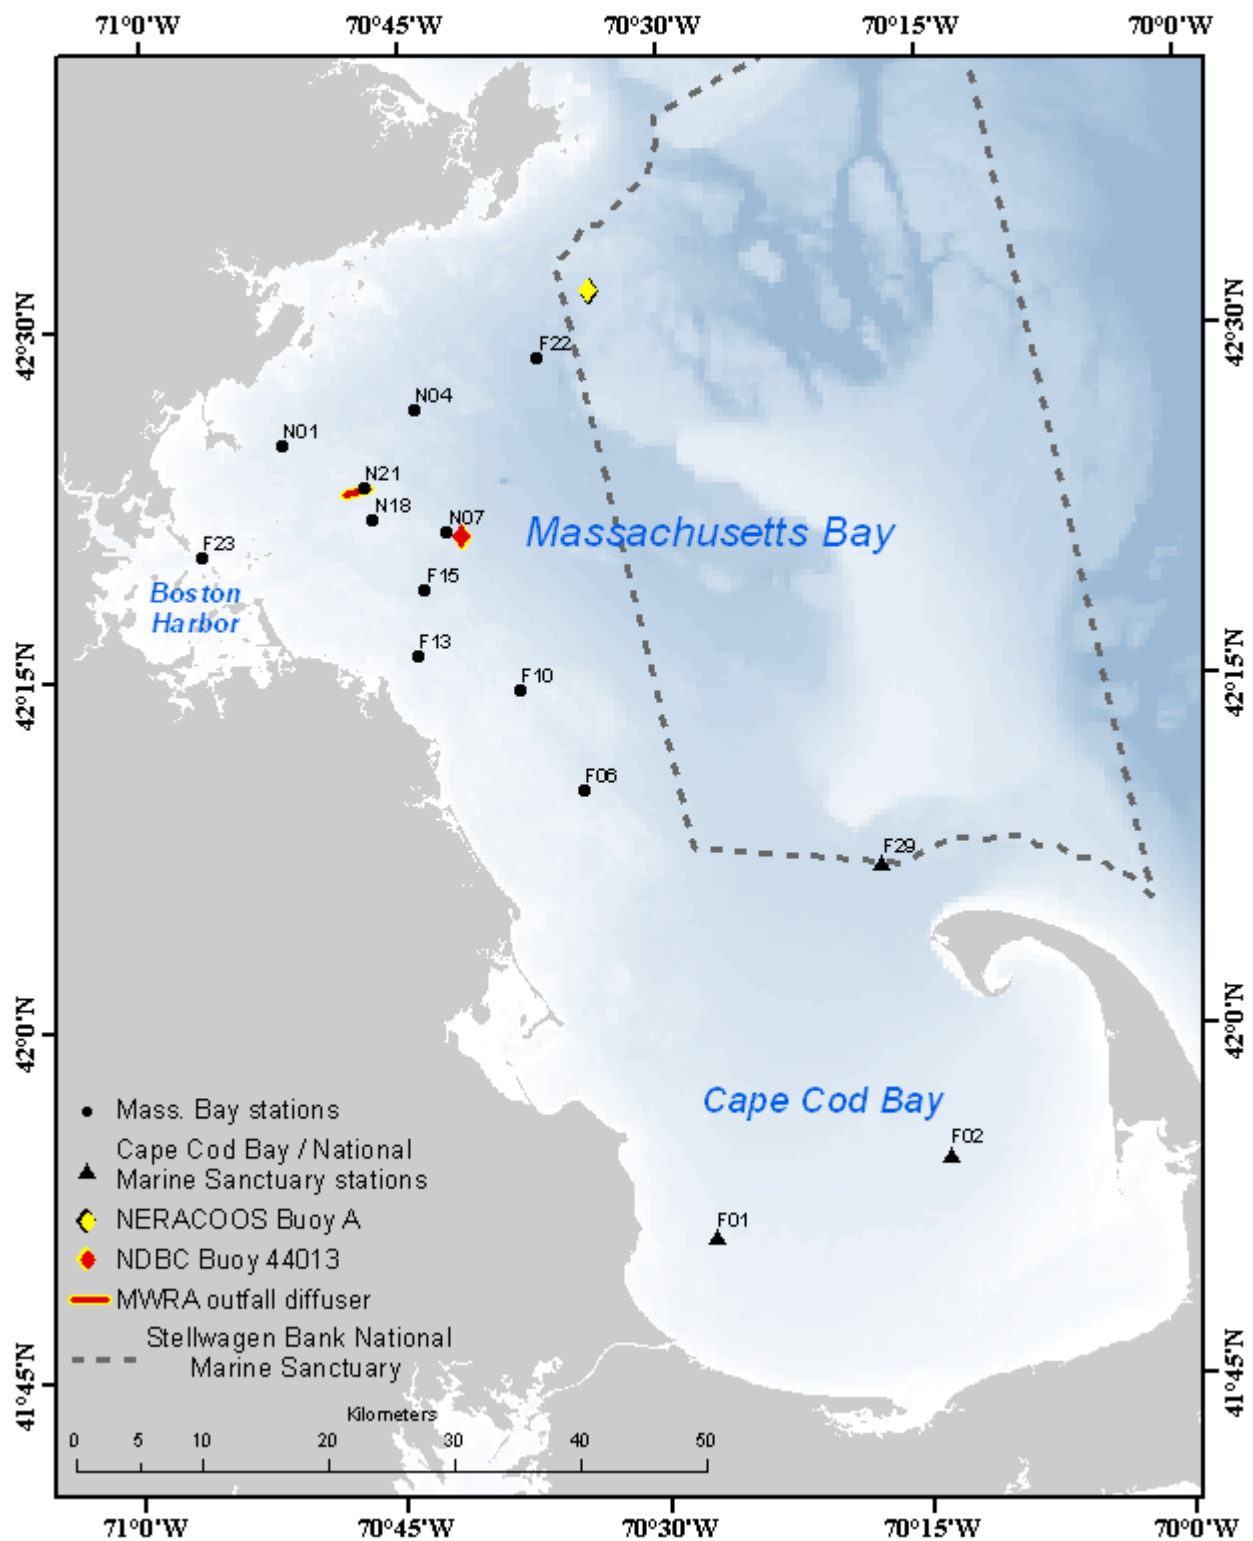 71°0'W 70°45'W 70°30'W 70°15'W 70°0'W
42°30'N 42°30'N
F22
N04
N01
N21
N18
N07
Massachusetts Bay
F23
F15
Boston
Harbor
F13
42°15'N 42°15'N
F10
F06
F29
42°0'N 42°0'N
Cape Cod Bay
F02
F01
Mass. Bay stations
Cape Cod Bay / National
Marine Sanctuary stations
NERACOOS Buoy A
NDBC Buoy 44013
MWRA outfall diffuser
Stellwagen Bank National
Marine Sanctuary
41°45'N 41°45'N
Kilometers
0 5 10 20 30 40 50
71°0'W 70°45'W 70°30'W 70°15'W 70°0'W